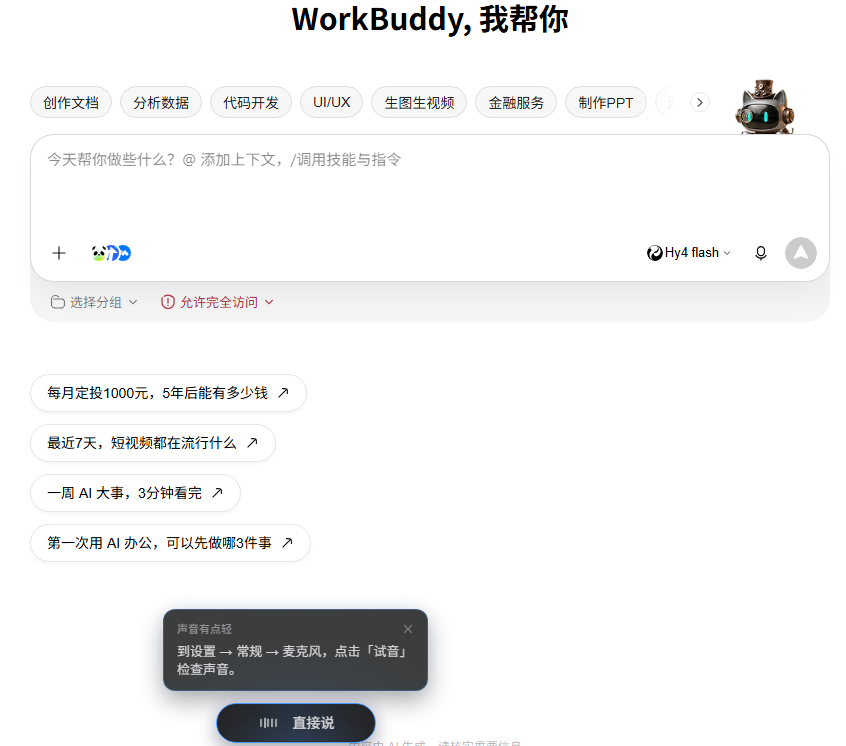 WorkBuddy, 我帮你
创作文档 分析数据 代码开发 UI/UX 生图生视频 金融服务 制作PPT
今天帮你做些什么？@ 添加上下文，/调用技能与指令
Hy4 flash
选择分组 允许完全访问
每月定投1000元，5年后能有多少钱
最近7天，短视频都在流行什么
一周 AI 大事，3分钟看完
第一次用 AI 办公，可以先做哪3件事
声音有点轻
到设置 → 常规 → 麦克风，点击「试音」
检查声音。
直接说